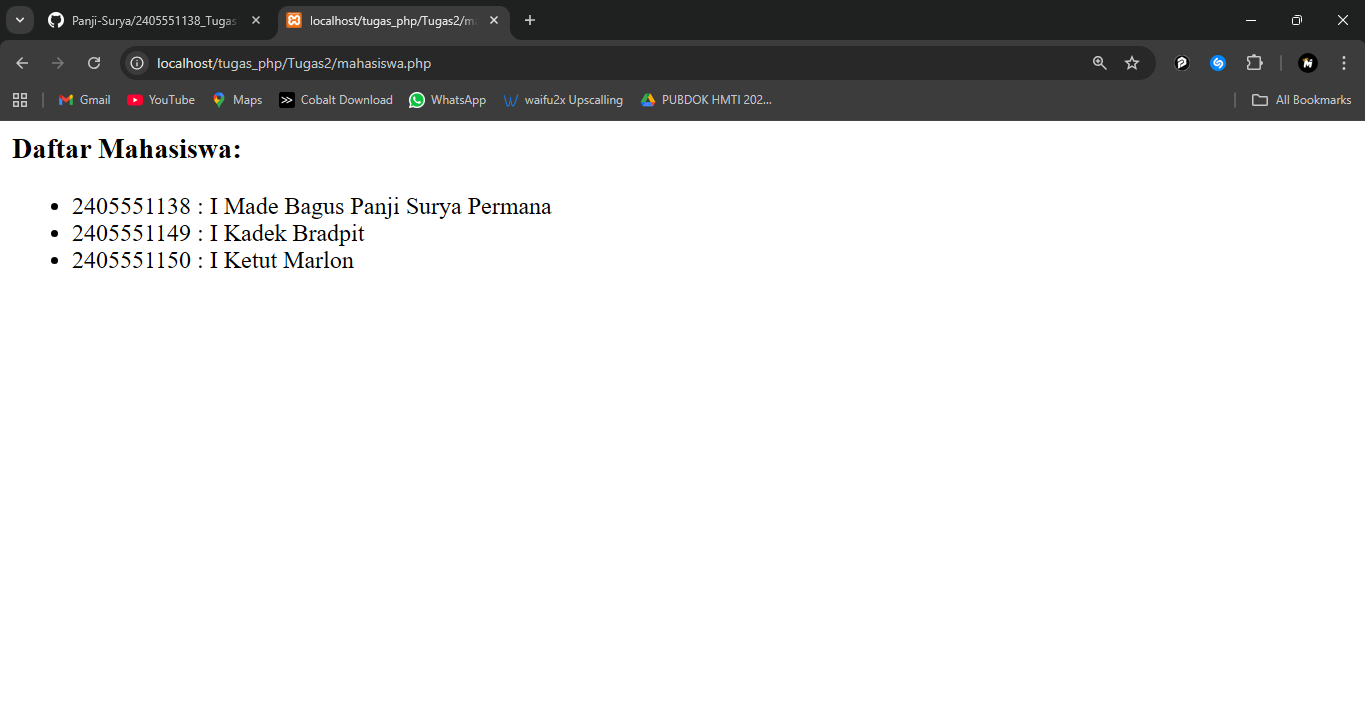 Panji-Surya/2405551138_Tugas
localhost/tugas_php/Tugas2/ma
localhost/tugas_php/Tugas2/mahasiswa.php
Gmail
YouTube
Maps
Cobalt Download
WhatsApp
waifu2x Upscalling
PUBDOK HMTI 202...
All Bookmarks
Daftar Mahasiswa:
• 2405551138 : I Made Bagus Panji Surya Permana
• 2405551149 : I Kadek Bradpit
• 2405551150 : I Ketut Marlon